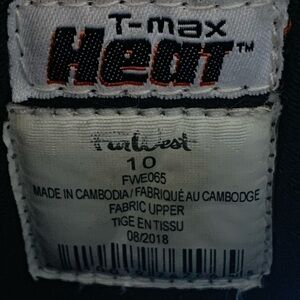 T-max
HEAT™
FarWest
10
FWE065
MADE IN CAMBODIA/FABRIQUÉ AU CAMBODGE
FABRIC UPPER
TIGE EN TISSU
08/2018